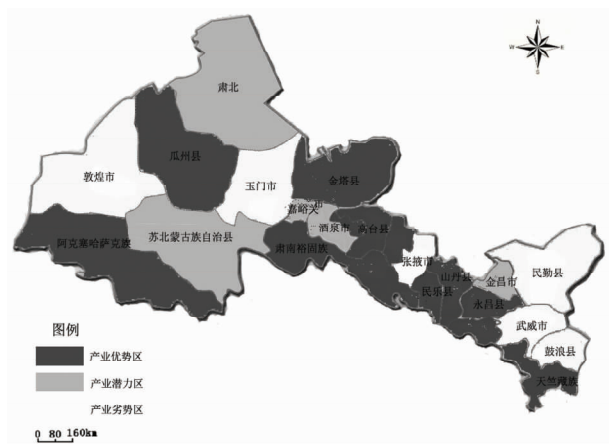 N
W
E
S
肃北
瓜州县
敦煌市
玉门市
金塔县
嘉峪关
市
酒泉市
高台县
阿克塞哈萨克族
苏北蒙古族自治县
肃南裕固族
张掖市
山丹县
民乐县
金昌市
永昌县
民勤县
武威市
鼓浪县
天竺藏族
图例
产业优势区
产业潜力区
产业劣势区
0 80 160km